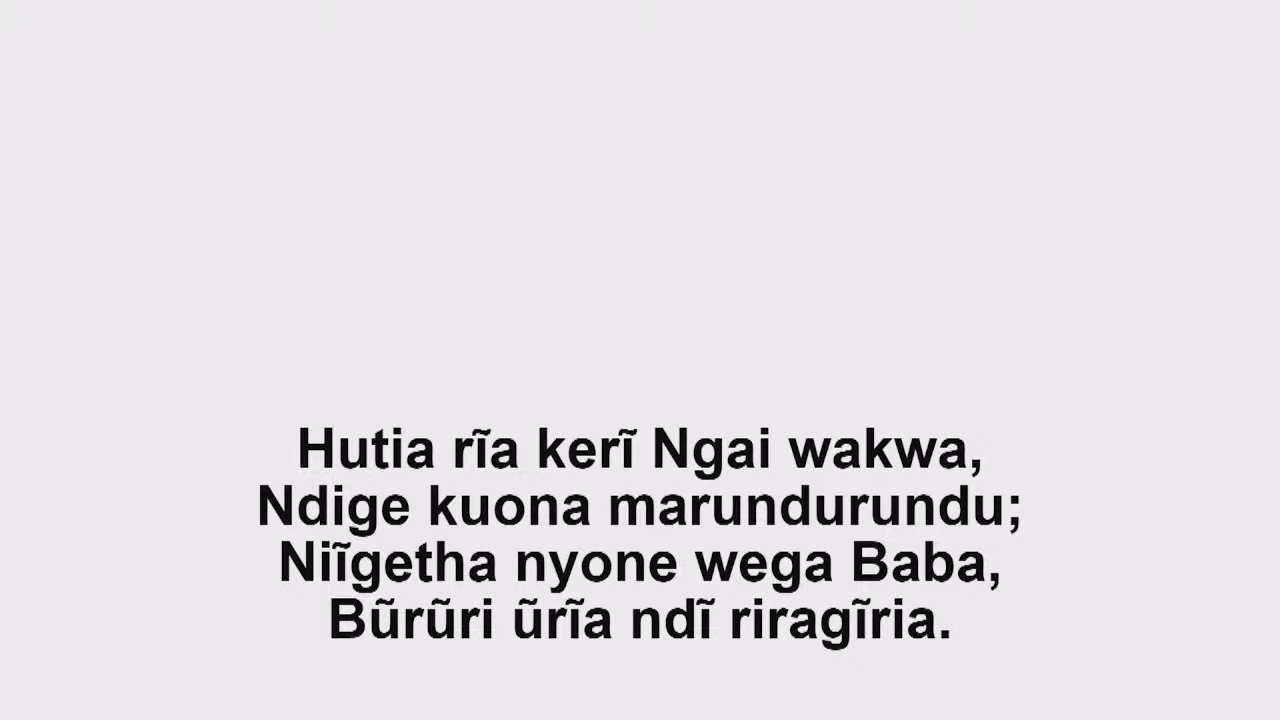 Hutia rĩa kerĩ Ngai wakwa,
Ndige kuona marundurundu;
Niĩgetha nyone wega Baba,
Bũrũri ũrĩa ndĩ riragĩria.